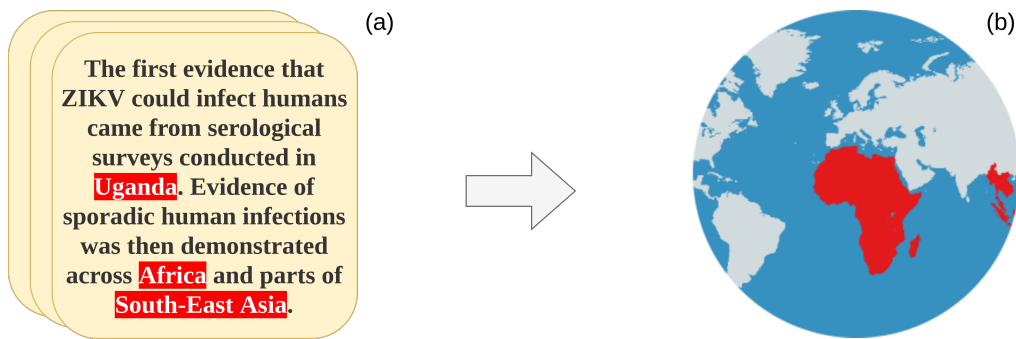 (a)
The first evidence that
ZIKV could infect humans
came from serological
surveys conducted in
Uganda. Evidence of
sporadic human infections
was then demonstrated
across Africa and parts of
South-East Asia.
(b)